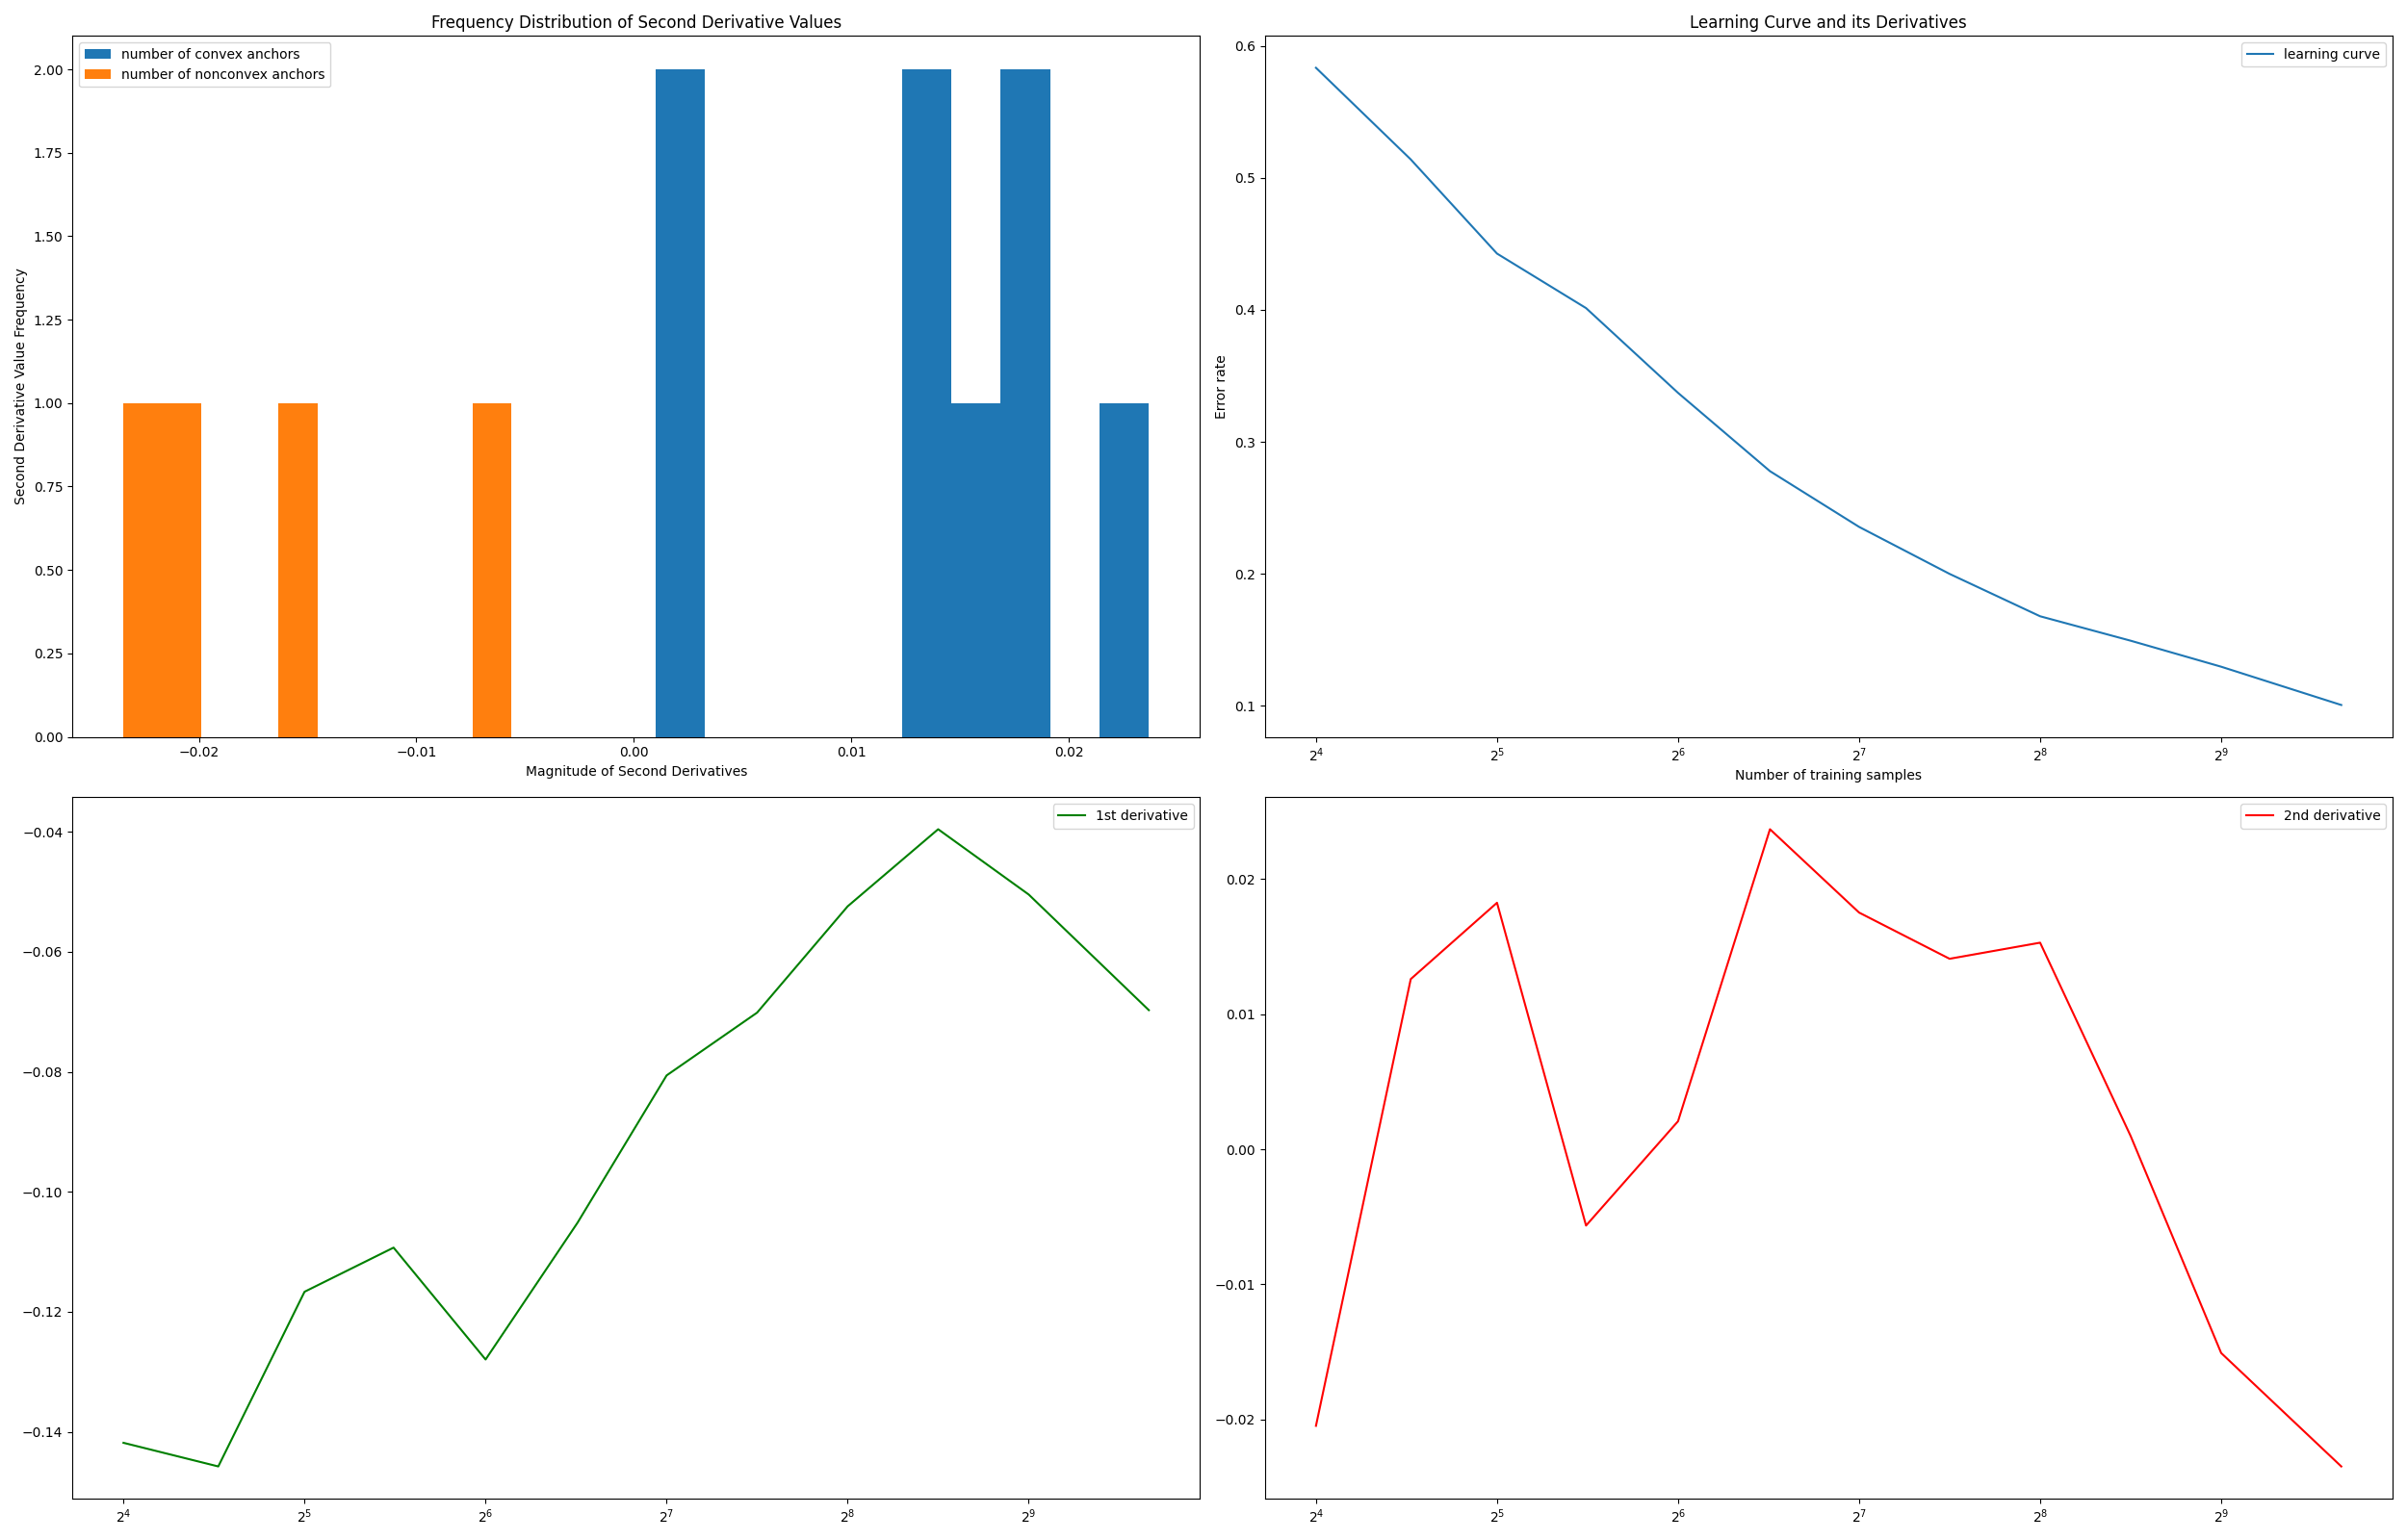 Frequency Distribution of Second Derivative Values
number of convex anchors
number of nonconvex anchors
2.00
1.75
1.50
1.25
1.00
0.75
0.50
0.25
0.00
Second Derivative Value Frequency
−0.02 −0.01 0.00 0.01 0.02
Magnitude of Second Derivatives
Learning Curve and its Derivatives
learning curve
0.6
0.5
0.4
0.3
0.2
0.1
Error rate
2⁴ 2⁵ 2⁶ 2⁷ 2⁸ 2⁹
Number of training samples
1st derivative
−0.04
−0.06
−0.08
−0.10
−0.12
−0.14
2⁴ 2⁵ 2⁶ 2⁷ 2⁸ 2⁹
2nd derivative
0.02
0.01
0.00
−0.01
−0.02
2⁴ 2⁵ 2⁶ 2⁷ 2⁸ 2⁹